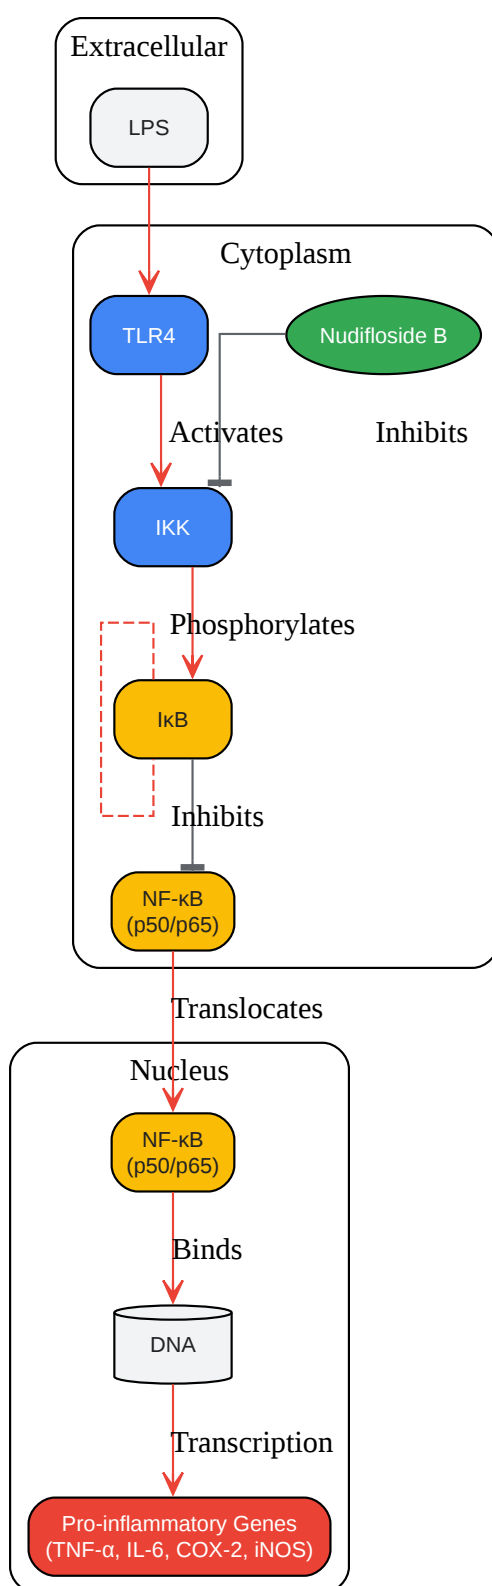 Extracellular
LPS
Cytoplasm
TLR4
Nudifloside B
Activates
Inhibits
IKK
Phosphorylates
IκB
Inhibits
NF-κB
(p50/p65)
Translocates
Nucleus
NF-κB
(p50/p65)
Binds
DNA
Transcription
Pro-inflammatory Genes
(TNF-α, IL-6, COX-2, iNOS)